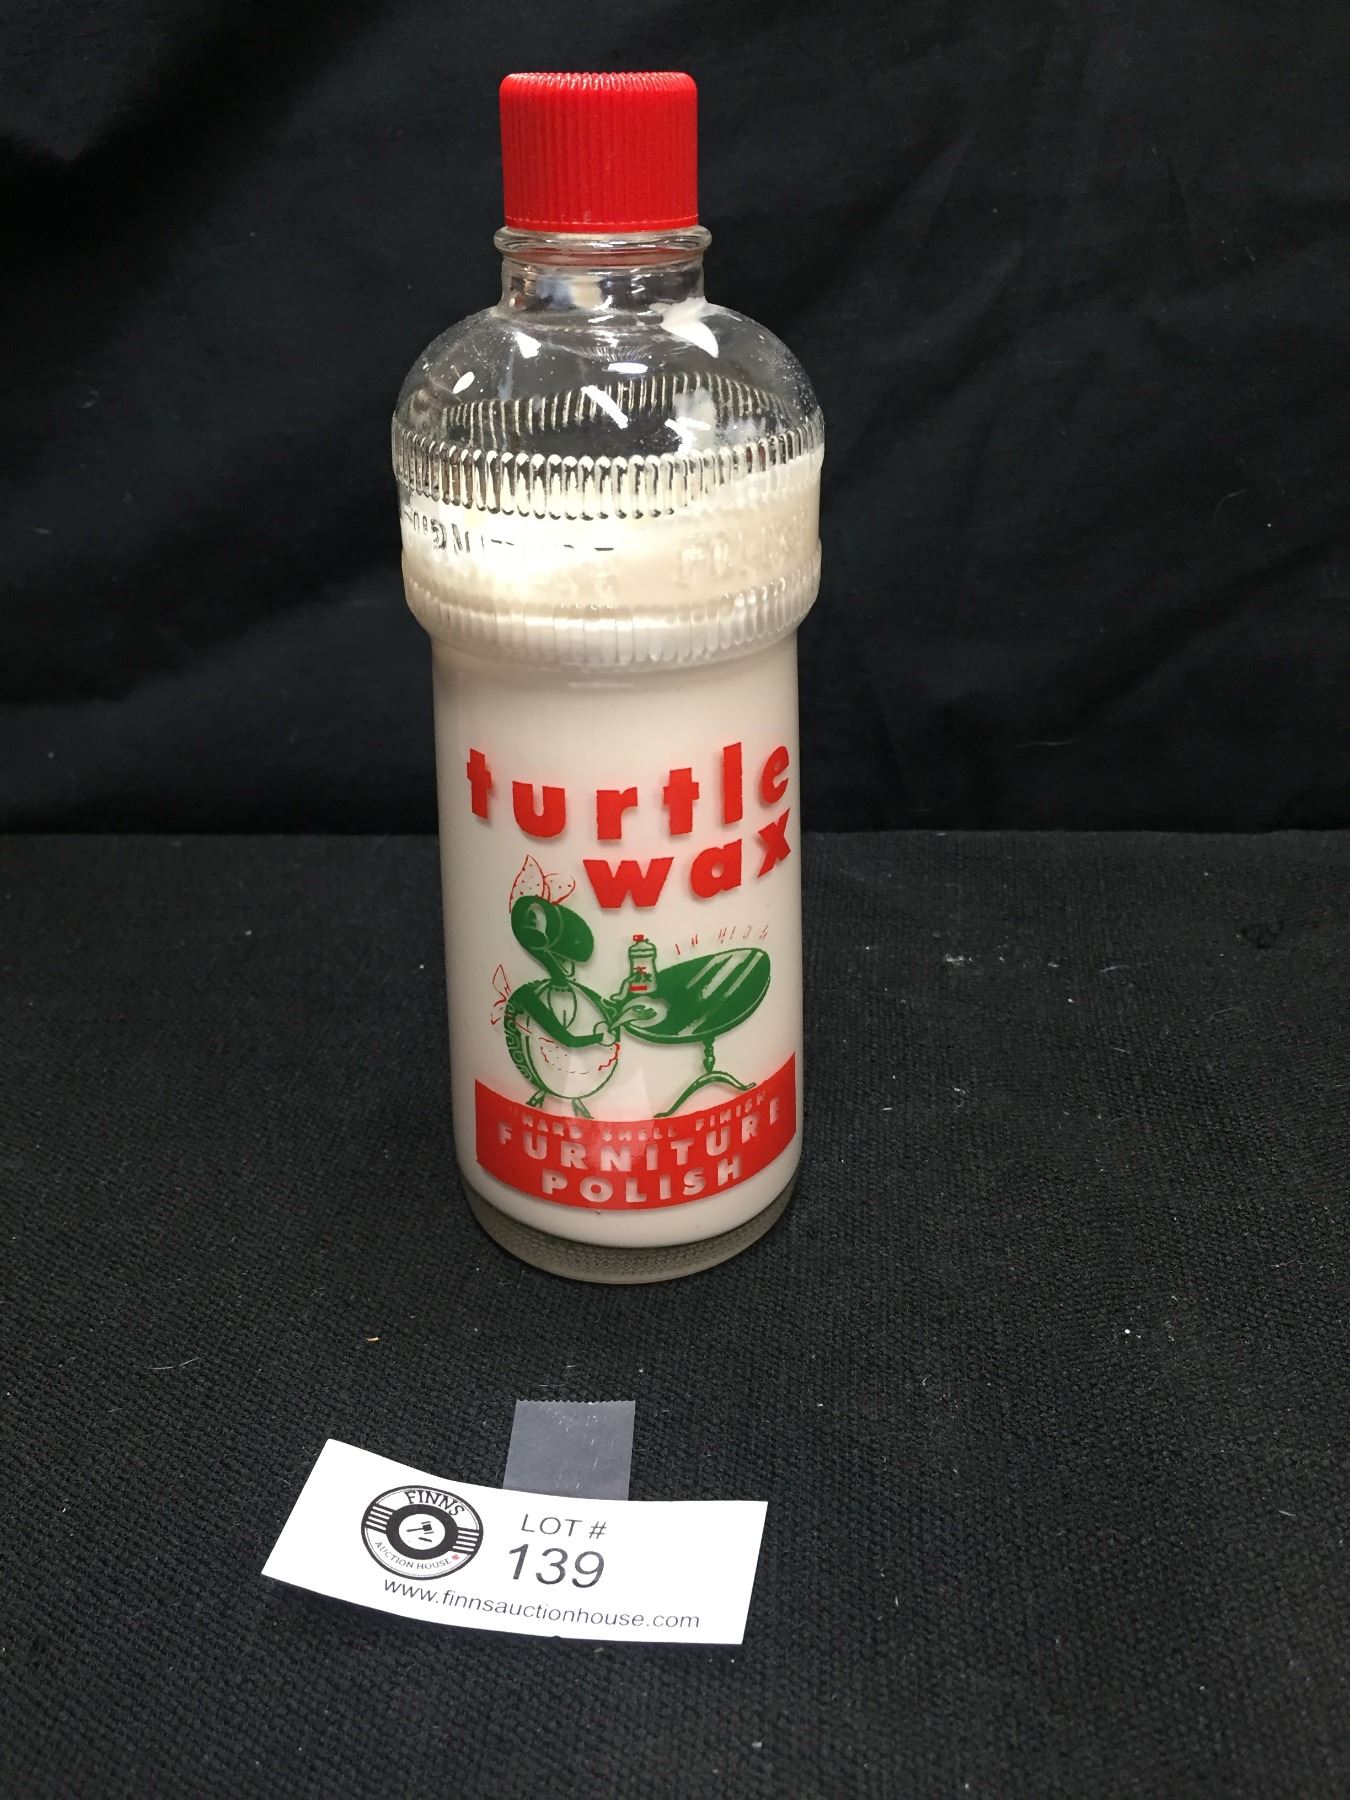 turtle
wax
"HARD SHELL FINISH"
FURNITURE
POLISH
FINNS
AUCTION HOUSE
LOT #
139
www.finnsauctionhouse.com